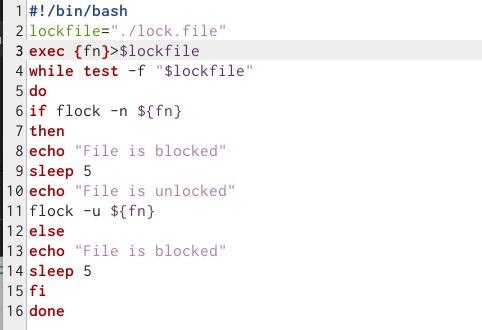 1 #!/bin/bash
2 lockfile="./lock.file"
3 exec {fn}>$lockfile
4 while test -f "$lockfile"
5 do
6 if flock -n ${fn}
7 then
8 echo "File is blocked"
9 sleep 5
10 echo "File is unlocked"
11 flock -u ${fn}
12 else
13 echo "File is blocked"
14 sleep 5
15 fi
16 done